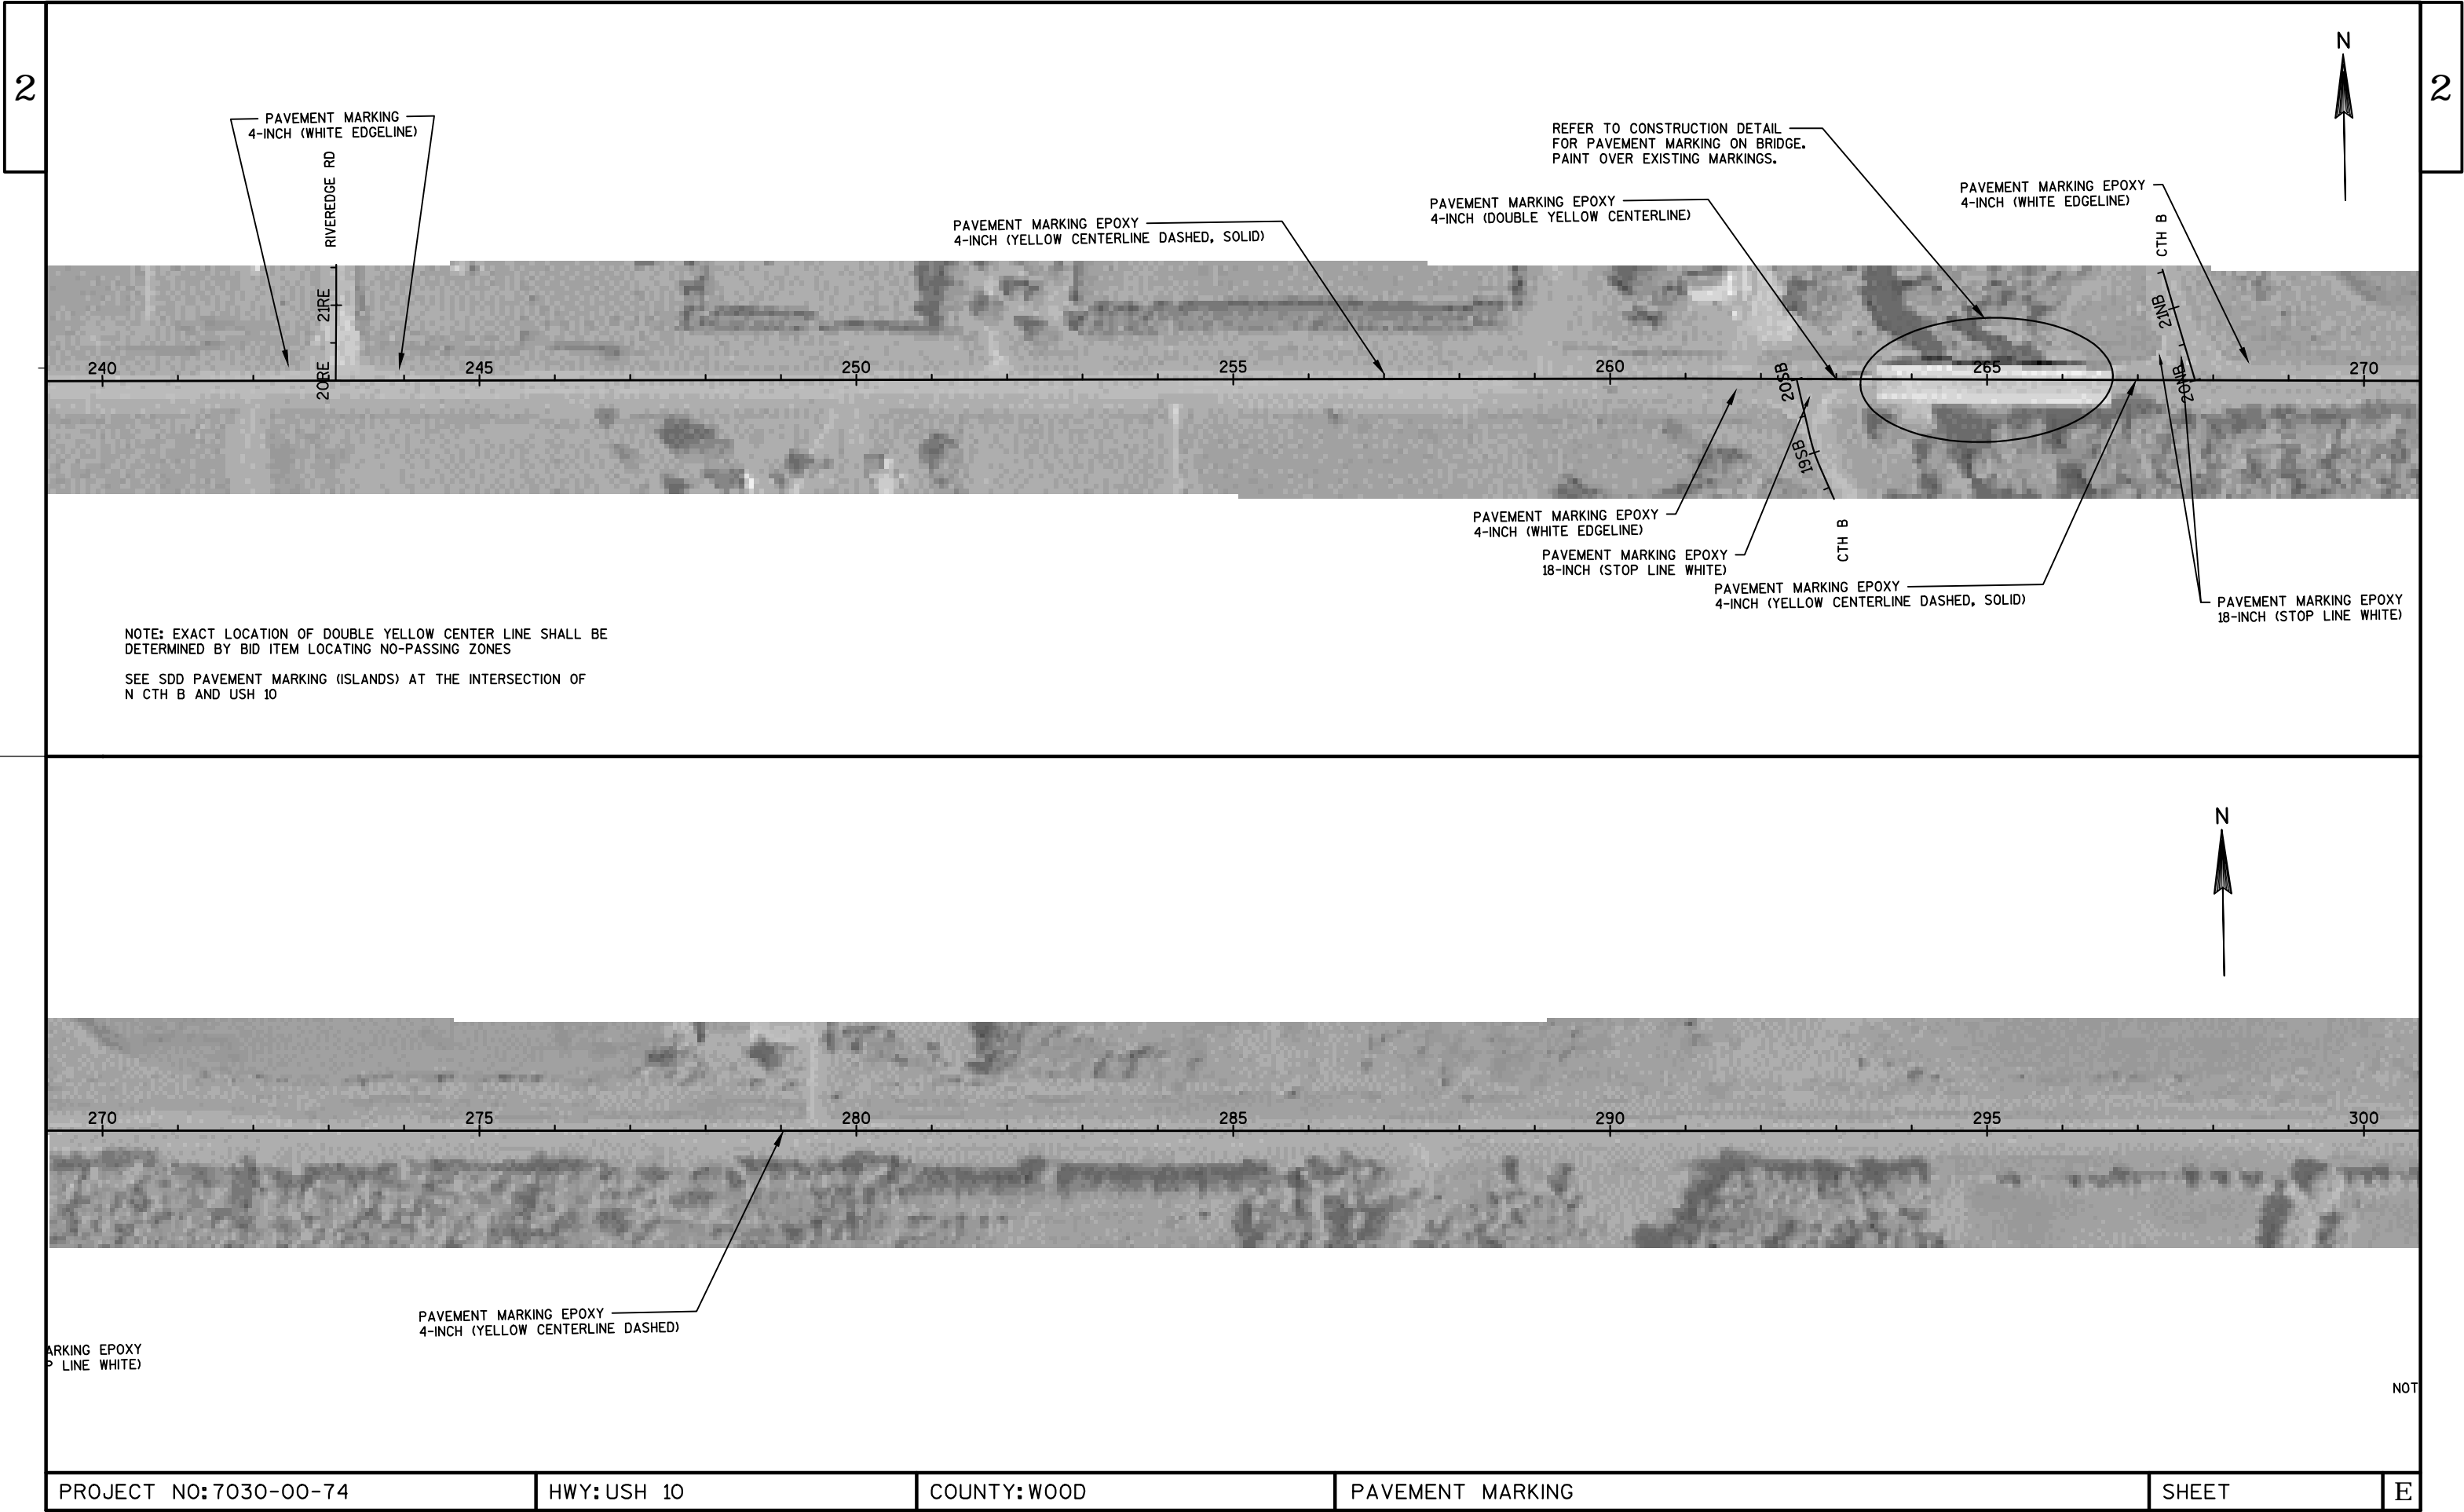 2
2
N
PAVEMENT MARKING
4-INCH (WHITE EDGELINE)
RIVEREDGE RD
REFER TO CONSTRUCTION DETAIL
FOR PAVEMENT MARKING ON BRIDGE.
PAINT OVER EXISTING MARKINGS.
PAVEMENT MARKING EPOXY
4-INCH (WHITE EDGELINE)
PAVEMENT MARKING EPOXY
4-INCH (DOUBLE YELLOW CENTERLINE)
PAVEMENT MARKING EPOXY
4-INCH (YELLOW CENTERLINE DASHED, SOLID)
CTH B
21RE
21NB
240
245
250
255
260
265
270
20RE
20SB
20NB
19SB
PAVEMENT MARKING EPOXY
4-INCH (WHITE EDGELINE)
CTH B
PAVEMENT MARKING EPOXY
18-INCH (STOP LINE WHITE)
PAVEMENT MARKING EPOXY
4-INCH (YELLOW CENTERLINE DASHED, SOLID)
PAVEMENT MARKING EPOXY
18-INCH (STOP LINE WHITE)
NOTE: EXACT LOCATION OF DOUBLE YELLOW CENTER LINE SHALL BE
DETERMINED BY BID ITEM LOCATING NO-PASSING ZONES
SEE SDD PAVEMENT MARKING (ISLANDS) AT THE INTERSECTION OF
N CTH B AND USH 10
N
270
275
280
285
290
295
300
PAVEMENT MARKING EPOXY
4-INCH (YELLOW CENTERLINE DASHED)
ARKING EPOXY
P LINE WHITE)
NOT
PROJECT NO:7030-00-74
HWY:USH 10
COUNTY:WOOD
PAVEMENT MARKING
SHEET
E